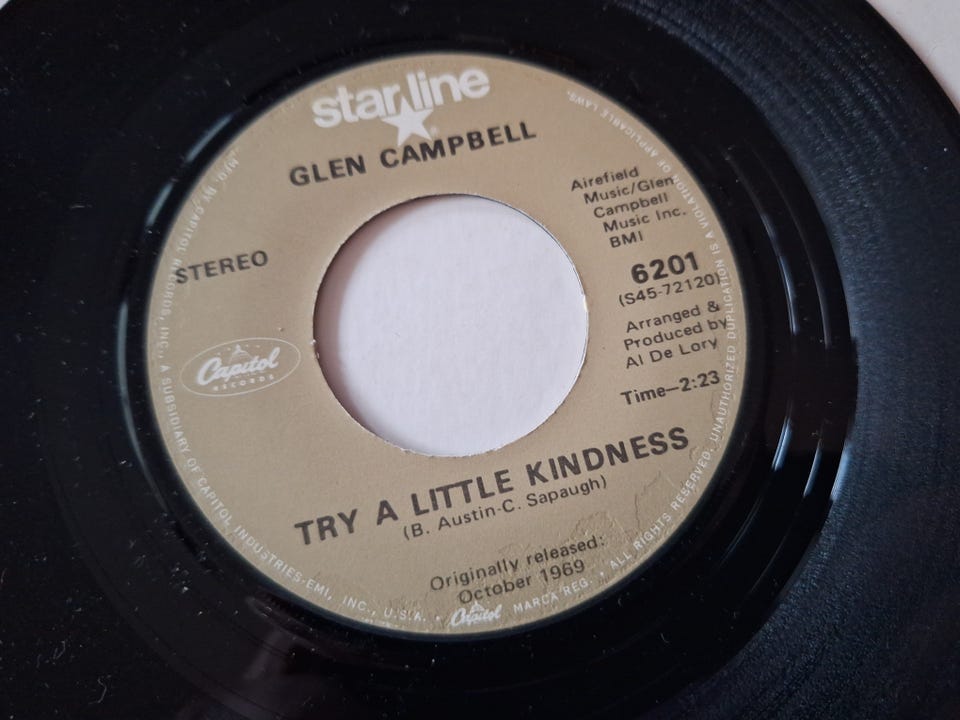 starline
GLEN CAMPBELL
Airefield
Music/Glen
Campbell
Music Inc.
BMI
STEREO
6201
(S45-72120)
Arranged &
Produced by
Al De Lory
Time—2:23
Capitol
RECORDS
TRY A LITTLE KINDNESS
(B. Austin-C. Sapaugh)
Originally released:
October 1969
MFD. BY CAPITOL RECORDS, INC., A SUBSIDIARY OF CAPITOL INDUSTRIES-EMI, INC., U.S.A. • Capitol MARCA REG. • ALL RIGHTS RESERVED. UNAUTHORIZED DUPLICATION IS A VIOLATION OF APPLICABLE LAWS.